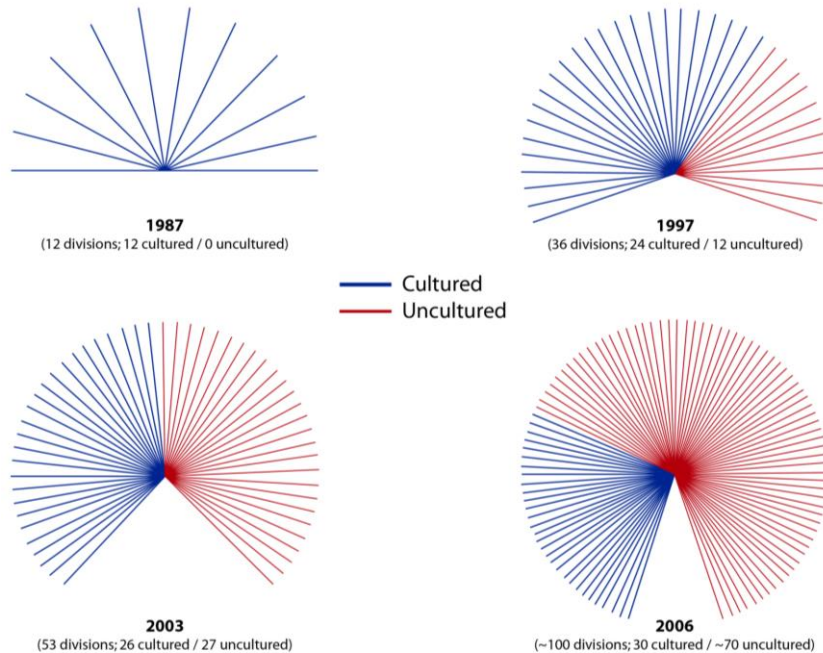 1987
(12 divisions; 12 cultured / 0 uncultured)
1997
(36 divisions; 24 cultured / 12 uncultured)
Cultured
Uncultured
2003
(53 divisions; 26 cultured / 27 uncultured)
2006
(~100 divisions; 30 cultured / ~70 uncultured)